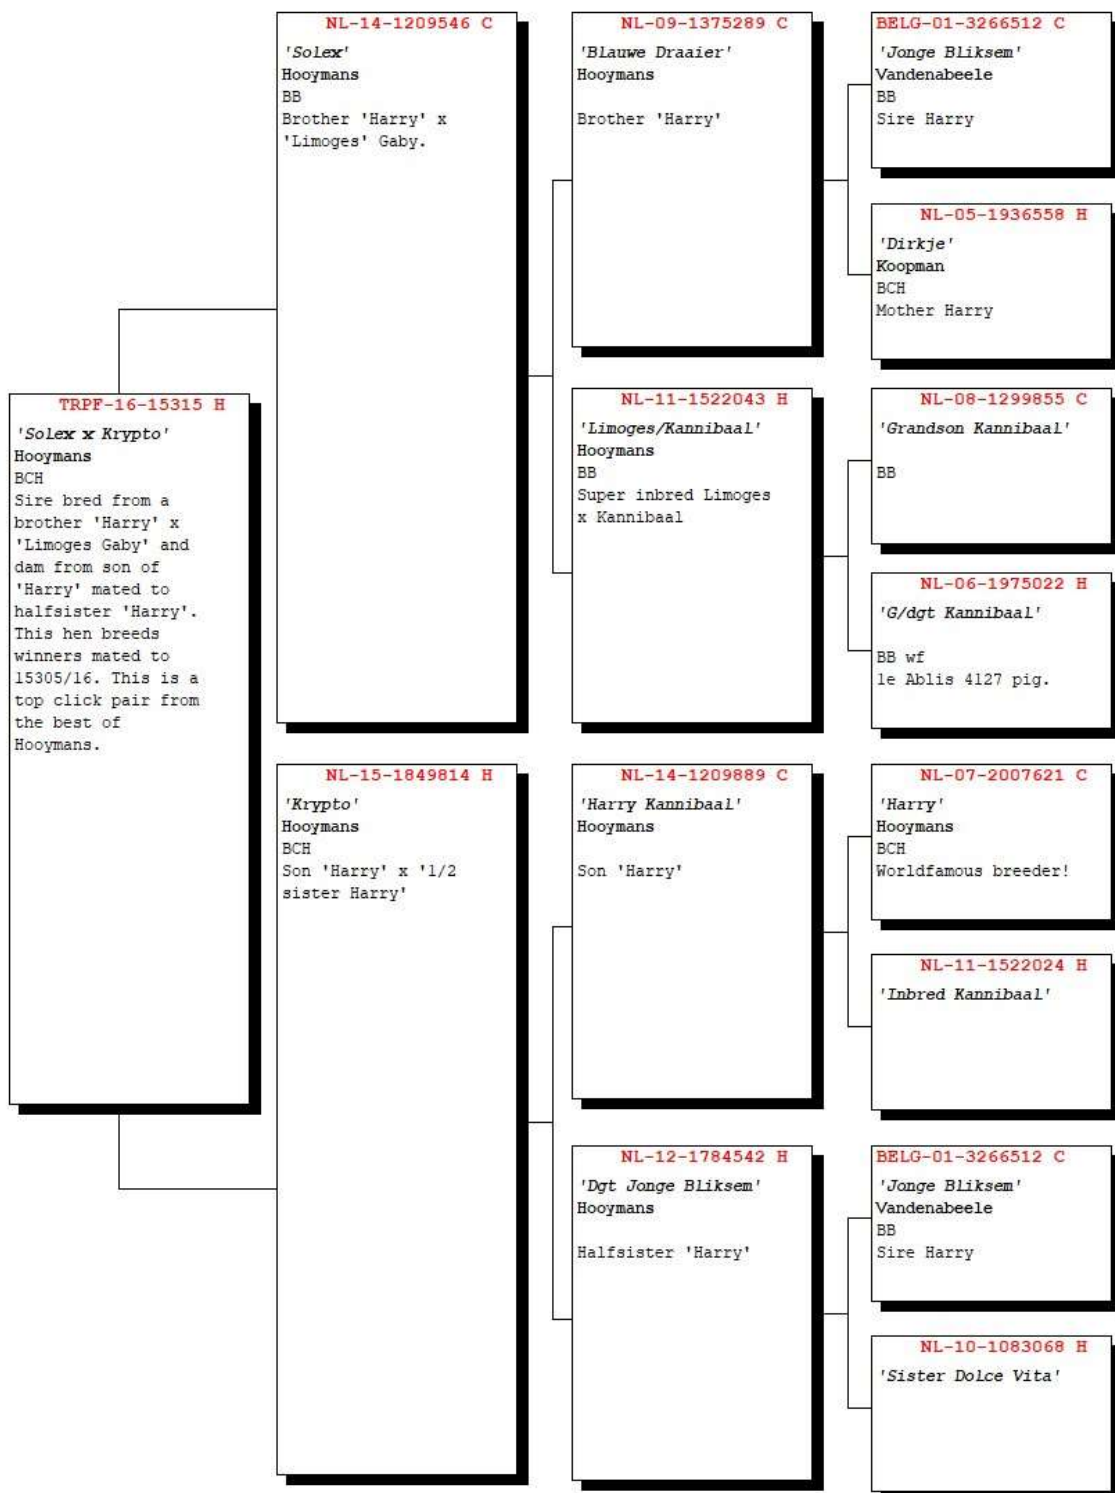 TRPF-16-15315 H
'Solex x Krypto'
Hooymans
BCH
Sire bred from a
brother 'Harry' x
'Limoges Gaby' and
dam from son of
'Harry' mated to
halfsister 'Harry'.
This hen breeds
winners mated to
15305/16. This is a
top click pair from
the best of
Hooymans.
NL-14-1209546 C
'Solex'
Hooymans
BB
Brother 'Harry' x
'Limoges' Gaby.
NL-15-1849814 H
'Krypto'
Hooymans
BCH
Son 'Harry' x '1/2
sister Harry'
NL-09-1375289 C
'Blauwe Draaier'
Hooymans
Brother 'Harry'
NL-11-1522043 H
'Limoges/Kannibaal'
Hooymans
BB
Super inbred Limoges
x Kannibaal
NL-14-1209889 C
'Harry Kannibaal'
Hooymans
Son 'Harry'
NL-12-1784542 H
'Dgt Jonge Bliksem'
Hooymans
Halfsister 'Harry'
BELG-01-3266512 C
'Jonge Bliksem'
Vandenabeele
BB
Sire Harry
NL-05-1936558 H
'Dirkje'
Koopman
BCH
Mother Harry
NL-08-1299855 C
'Grandson Kannibaal'
BB
NL-06-1975022 H
'G/dgt Kannibaal'
BB wf
1e Ablis 4127 pig.
NL-07-2007621 C
'Harry'
Hooymans
BCH
Worldfamous breeder!
NL-11-1522024 H
'Inbred Kannibaal'
BELG-01-3266512 C
'Jonge Bliksem'
Vandenabeele
BB
Sire Harry
NL-10-1083068 H
'Sister Dolce Vita'